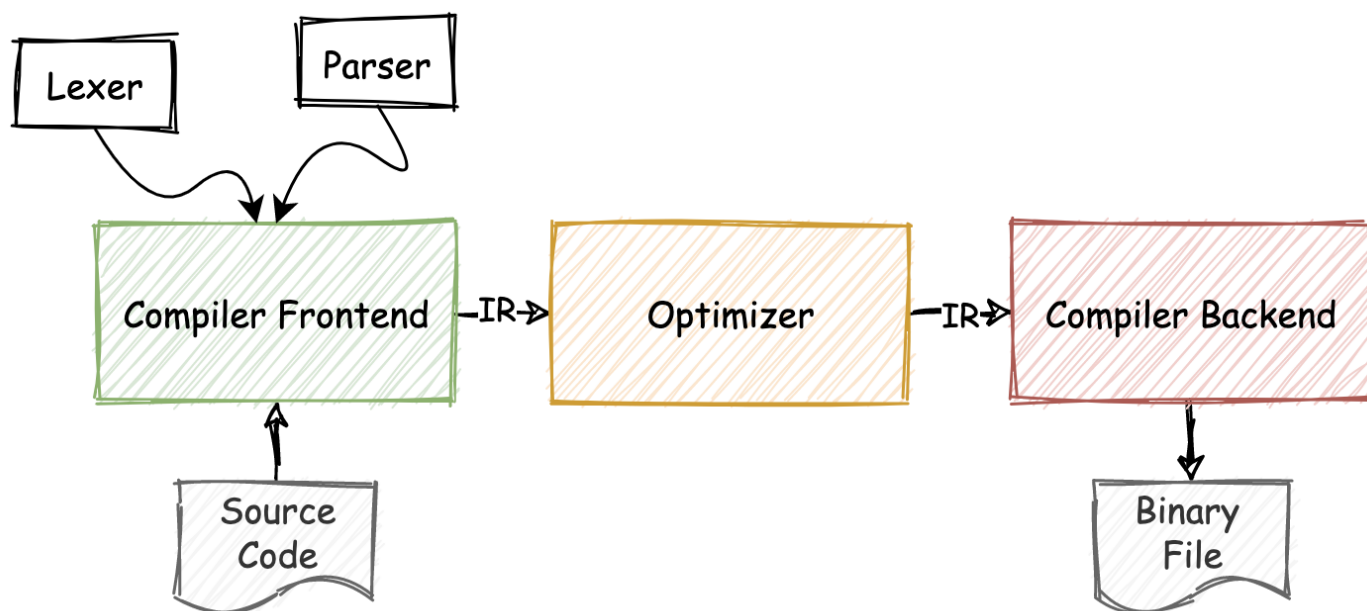 Lexer
Parser
Compiler Frontend
IR
Optimizer
IR
Compiler Backend
Source
Code
Binary
File